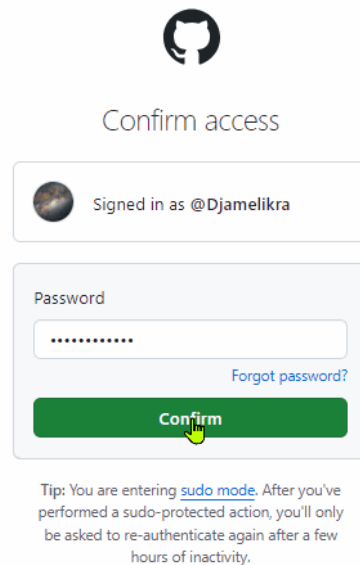 Confirm access
Signed in as @Djamelikra
Password
••••••••••••
Forgot password?
Confirm
Tip: You are entering sudo mode. After you've
performed a sudo-protected action, you'll only
be asked to re-authenticate again after a few
hours of inactivity.